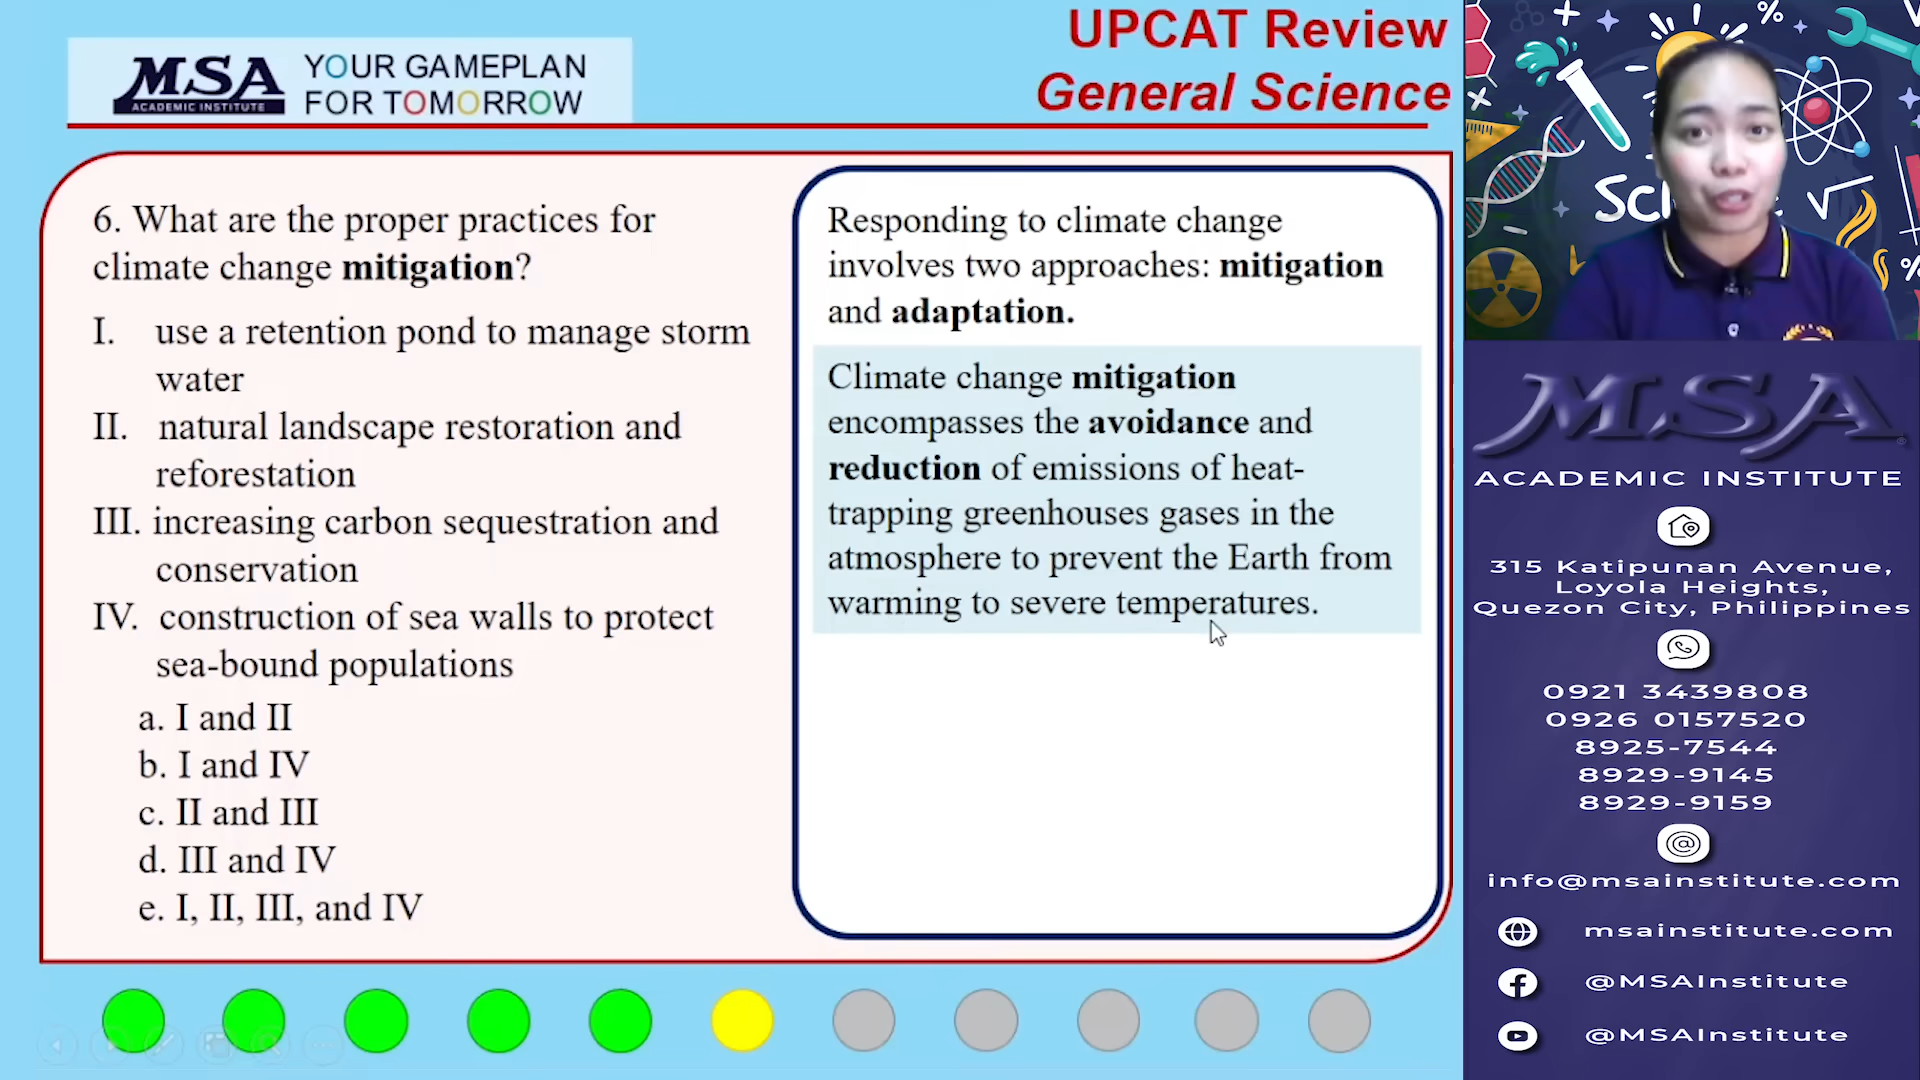 MSA
ACADEMIC INSTITUTE
YOUR GAMEPLAN
FOR TOMORROW
UPCAT Review
General Science
6. What are the proper practices for
climate change mitigation?
I. use a retention pond to manage storm
water
II. natural landscape restoration and
reforestation
III. increasing carbon sequestration and
conservation
IV. construction of sea walls to protect
sea-bound populations
a. I and II
b. I and IV
c. II and III
d. III and IV
e. I, II, III, and IV
Responding to climate change
involves two approaches: mitigation
and adaptation.
Climate change mitigation
encompasses the avoidance and
reduction of emissions of heat-
trapping greenhouses gases in the
atmosphere to prevent the Earth from
warming to severe temperatures.
MSA
ACADEMIC INSTITUTE
315 Katipunan Avenue,
Loyola Heights,
Quezon City, Philippines
0921 3439808
0926 0157520
8925-7544
8929-9145
8929-9159
info@msainstitute.com
msainstitute.com
@MSAInstitute
@MSAInstitute